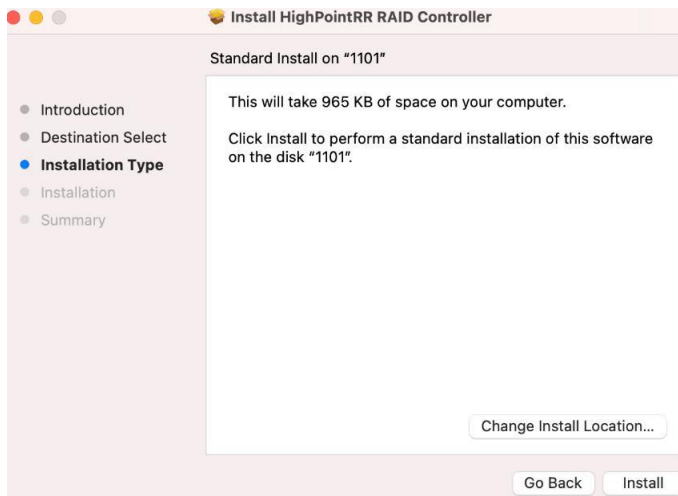 Install HighPointRR RAID Controller
Standard Install on “1101”
Introduction
Destination Select
Installation Type
Installation
Summary
This will take 965 KB of space on your computer.
Click Install to perform a standard installation of this software
on the disk “1101”.
Change Install Location...
Go Back
Install